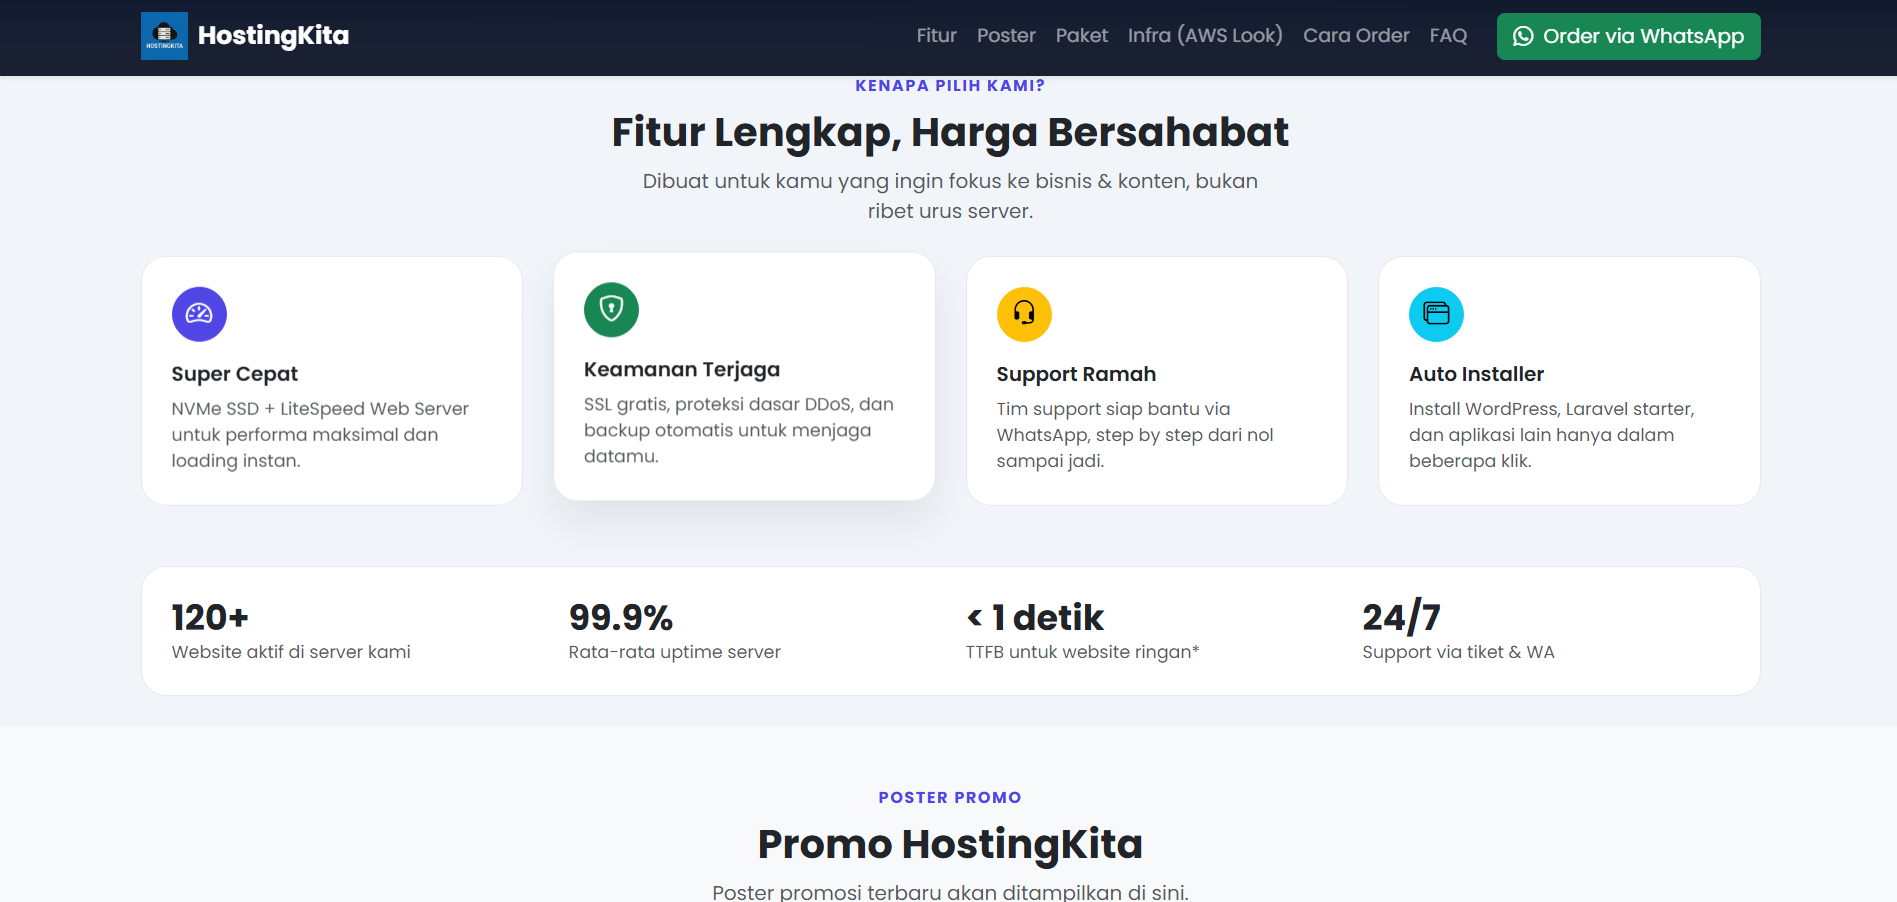 HOSTINGKITA
HostingKita
Fitur
Poster
Paket
Infra (AWS Look)
Cara Order
FAQ
Order via WhatsApp
KENAPA PILIH KAMI?
Fitur Lengkap, Harga Bersahabat
Dibuat untuk kamu yang ingin fokus ke bisnis & konten, bukan
ribet urus server.
Super Cepat
NVMe SSD + LiteSpeed Web Server
untuk performa maksimal dan
loading instan.
Keamanan Terjaga
SSL gratis, proteksi dasar DDoS, dan
backup otomatis untuk menjaga
datamu.
Support Ramah
Tim support siap bantu via
WhatsApp, step by step dari nol
sampai jadi.
Auto Installer
Install WordPress, Laravel starter,
dan aplikasi lain hanya dalam
beberapa klik.
120+
Website aktif di server kami
99.9%
Rata-rata uptime server
< 1 detik
TTFB untuk website ringan*
24/7
Support via tiket & WA
POSTER PROMO
Promo HostingKita
Poster promosi terbaru akan ditampilkan di sini.